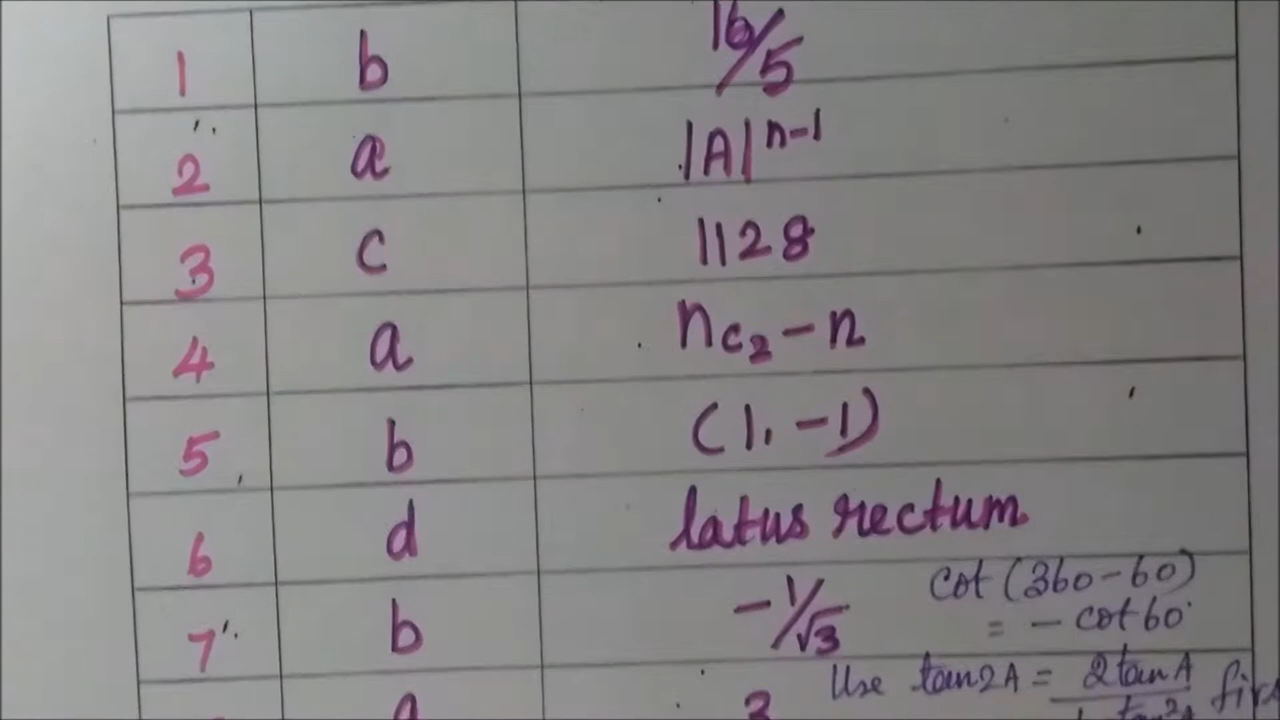 1 b 16/5
2 a |A|ⁿ⁻¹
3 c 1128
4 a nc₂ - n
5 b (1, -1)
6 d latus rectum
7 b -1/√3 cot (360-60)
= - cot 60°
a Use tan2A = 2tanA